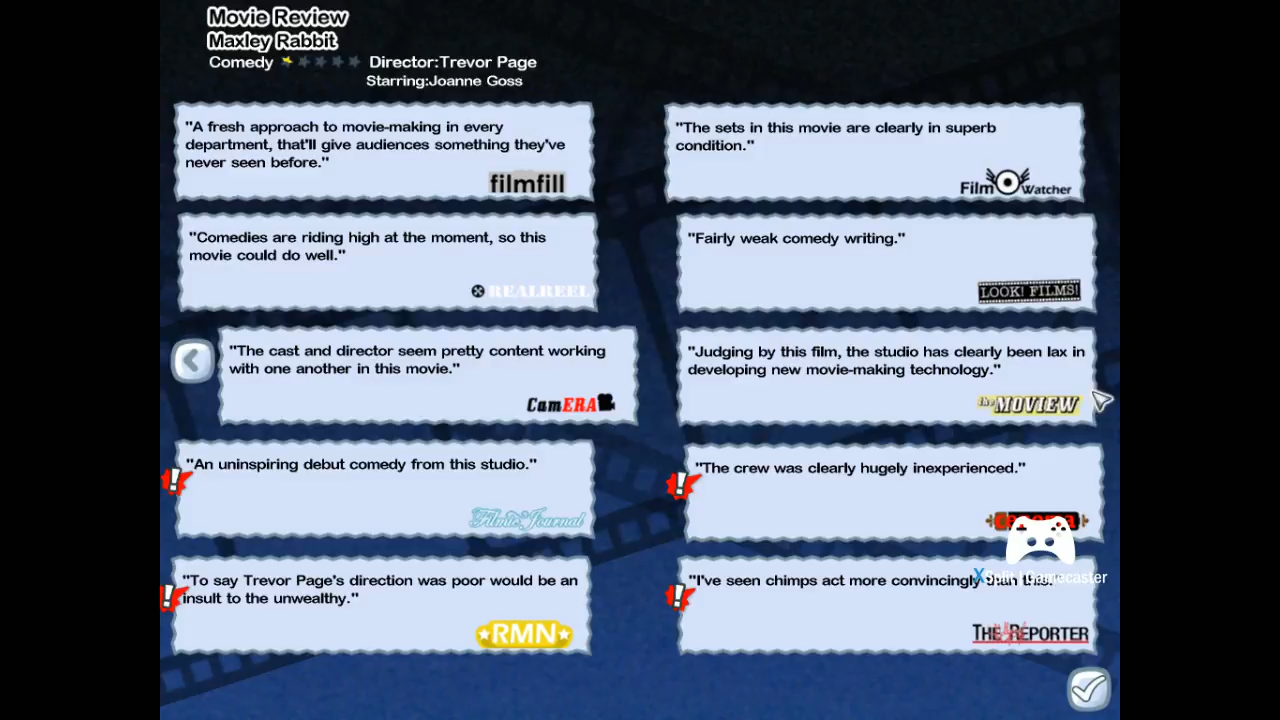 Movie Review
Maxley Rabbit
Comedy
Director:Trevor Page
Starring:Joanne Goss
"A fresh approach to movie-making in every
department, that'll give audiences something they've
never seen before."
filmfill
"The sets in this movie are clearly in superb
condition."
Film Watcher
"Comedies are riding high at the moment, so this
movie could do well."
REALREEL
"Fairly weak comedy writing."
LOOK! FILMS!
"The cast and director seem pretty content working
with one another in this movie."
CamERA
"Judging by this film, the studio has clearly been lax in
developing new movie-making technology."
the MOVIEW
"An uninspiring debut comedy from this studio."
Filmic Journal
"The crew was clearly hugely inexperienced."
"To say Trevor Page's direction was poor would be an
insult to the unwealthy."
RMN
"I've seen chimps act more convincingly than this."
XSplit | Gamecaster
THE REPORTER